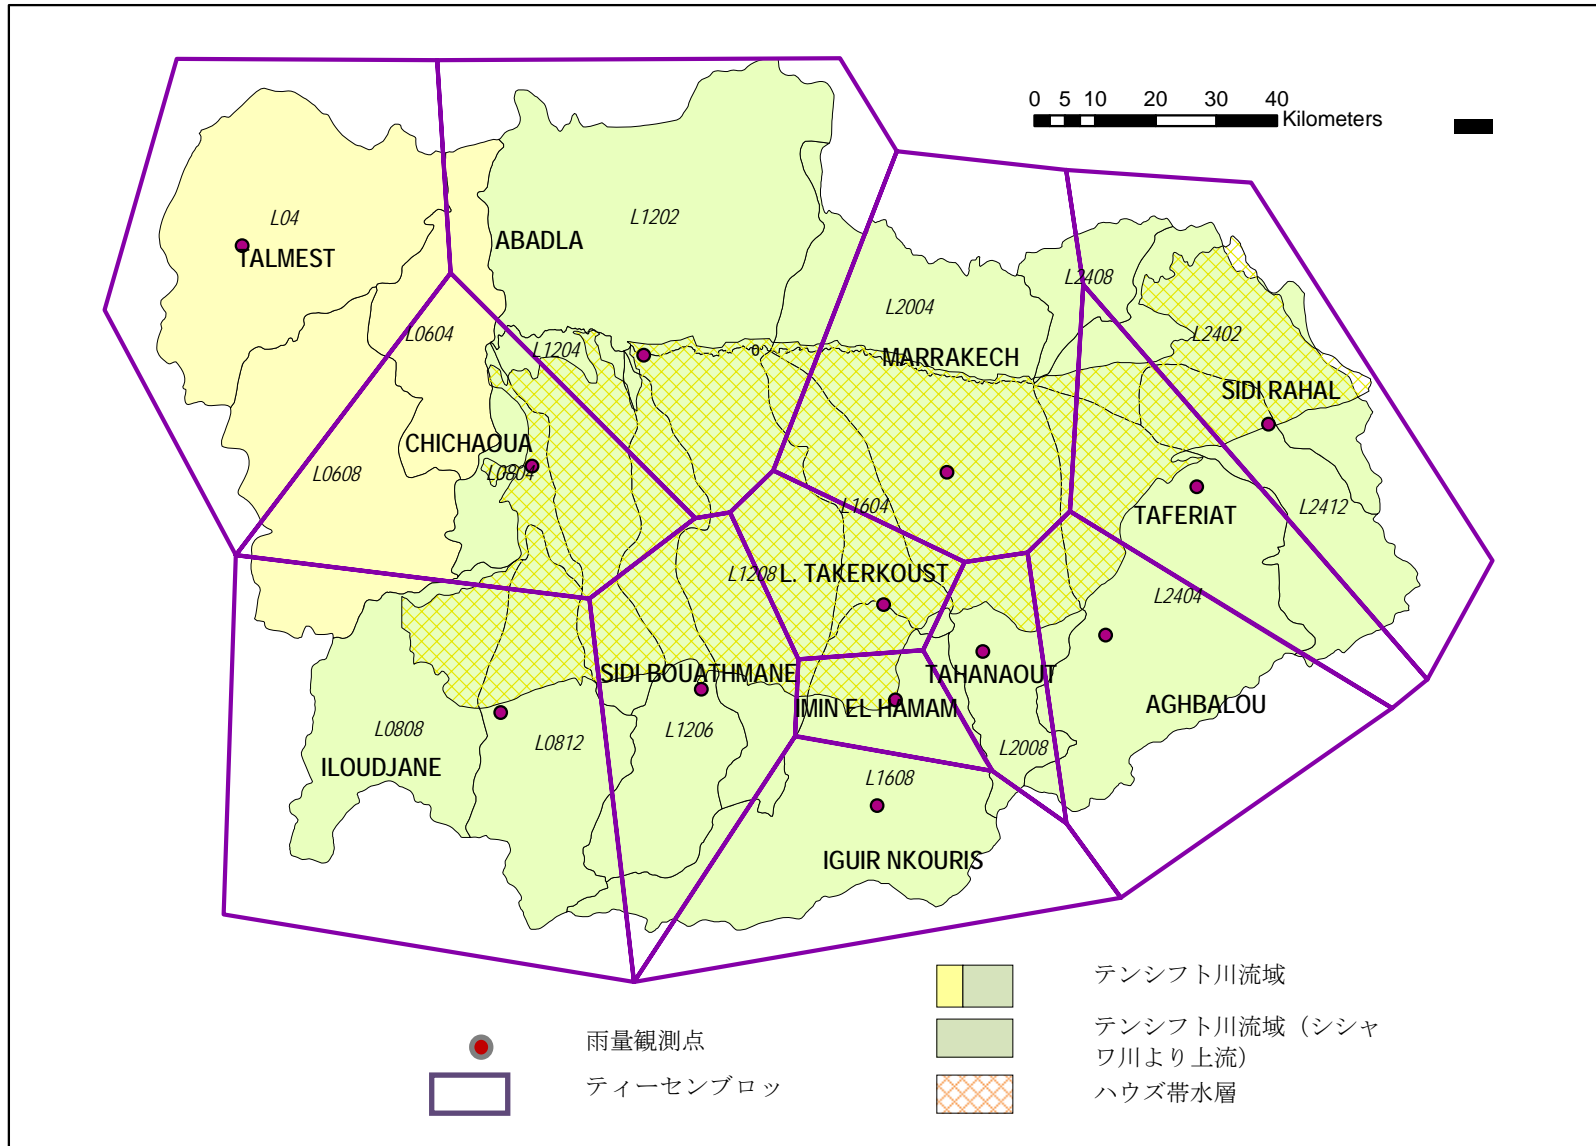 0 5 10 20 30 40
Kilometers
L04
TALMEST
ABADLA
L1202
L2408
L2004
L2402
L0604
L1204
0
MARRAKECH
SIDI RAHAL
CHICHAOUA
L0608
L0804
L1604
L2412
TAFERIAT
L1208
L. TAKERKOUST
L2404
SIDI BOUATHMANE
TAHANAOUT
IMIN EL HAMAM
AGHBALOU
L0808
L0812
L1206
L2008
ILOUDJANE
L1608
IGUIR NKOURIS
テンシフト川流域
テンシフト川流域（シシャ
ワ川より上流）
ハウズ帯水層
雨量観測点
ティーセンブロッ